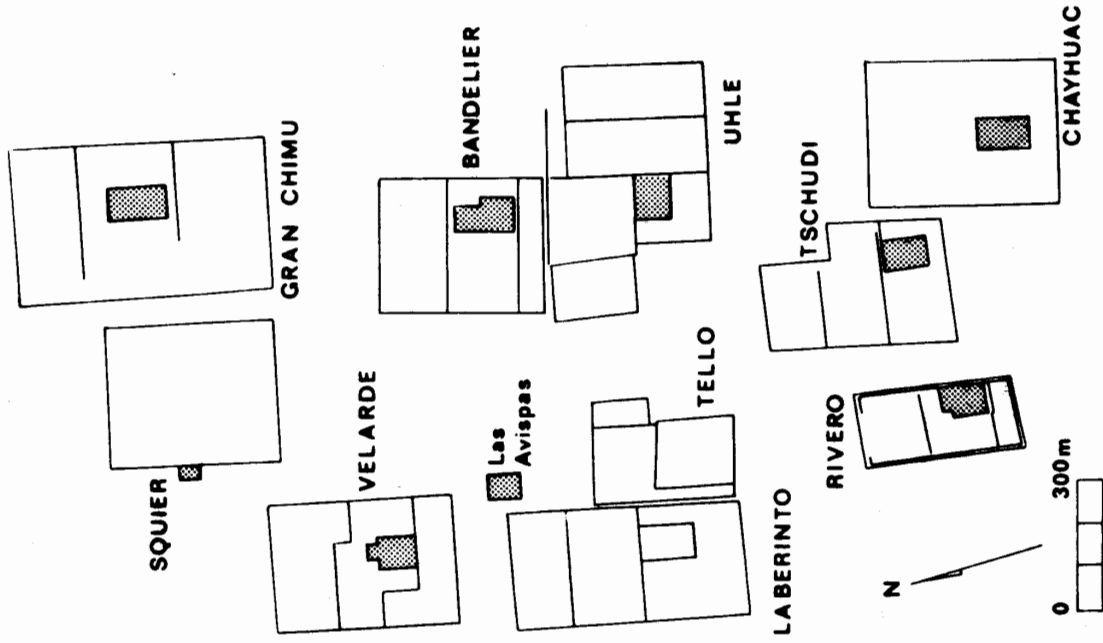 GRAN CHIMU
SQUIER
BANDELIER
VELARDE
UHLE
Las
Avispas
TELLO
TSCHUDI
CHAYHUAC
LABERINTO
RIVERO
N
0 300m